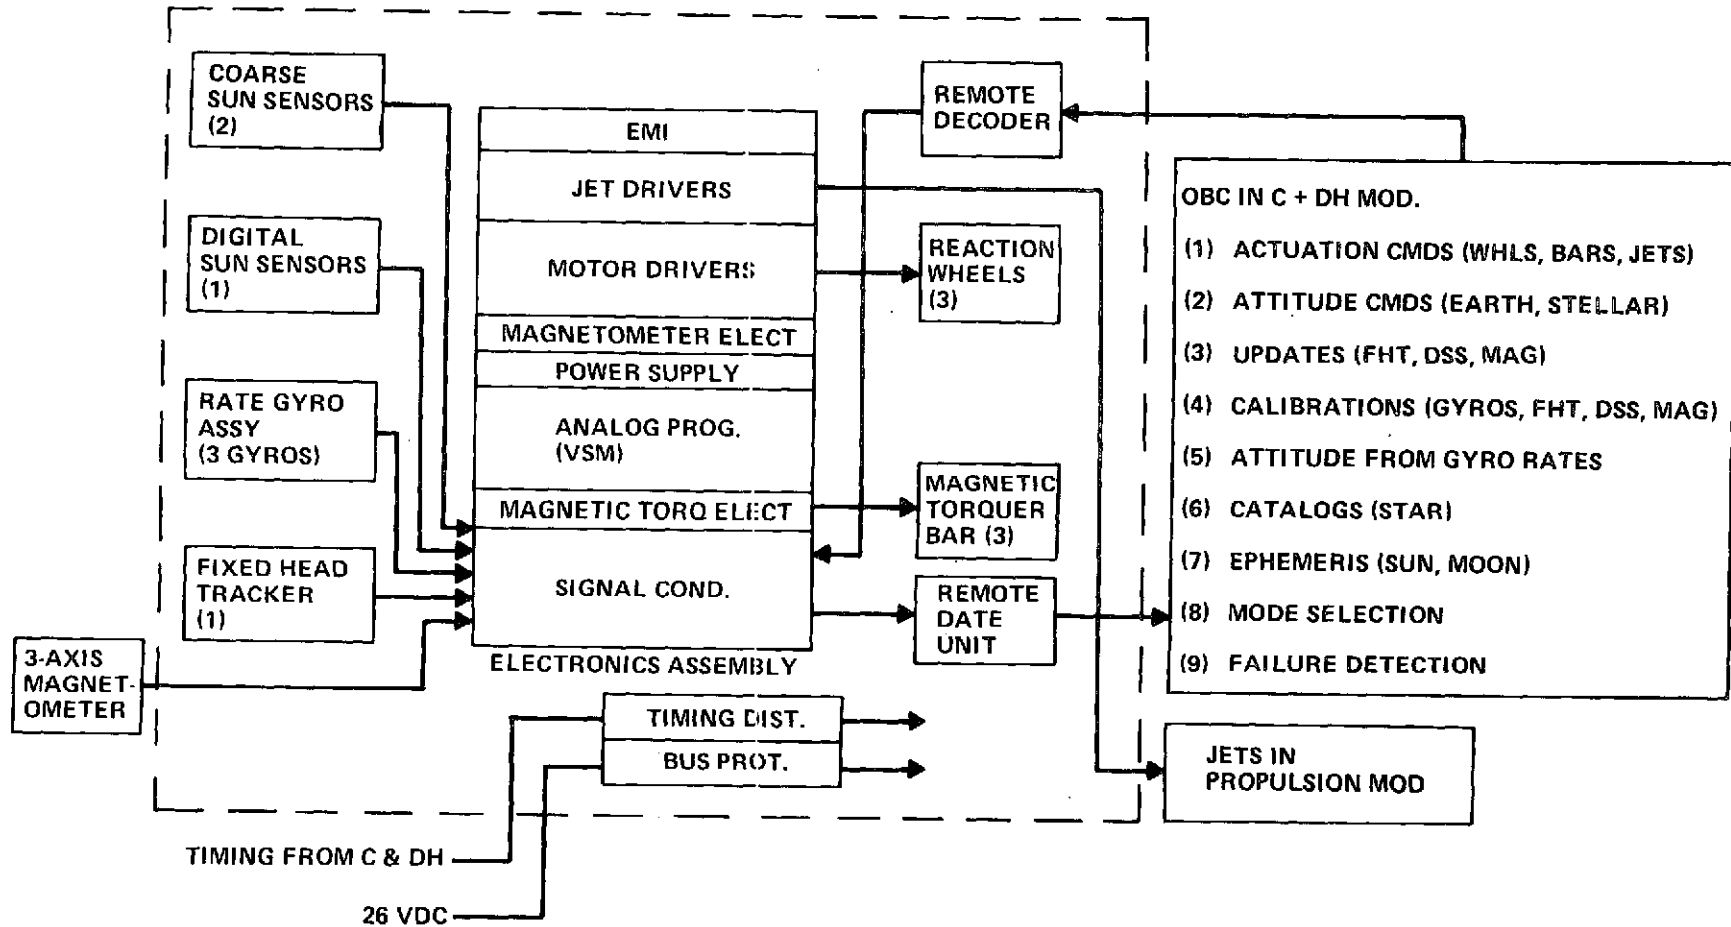 COARSE
SUN SENSORS
(2)
DIGITAL
SUN SENSORS
(1)
RATE GYRO
ASSY
(3 GYROS)
FIXED HEAD
TRACKER
(1)
3-AXIS
MAGNET-
OMETER
EMI
JET DRIVERS
MOTOR DRIVERS
MAGNETOMETER ELECT
POWER SUPPLY
ANALOG PROG.
(VSM)
MAGNETIC TORQ ELECT
SIGNAL COND.
ELECTRONICS ASSEMBLY
TIMING DIST.
BUS PROT.
TIMING FROM C & DH
26 VDC
REMOTE
DECODER
REACTION
WHEELS
(3)
MAGNETIC
TORQUER
BAR (3)
REMOTE
DATE
UNIT
OBC IN C + DH MOD.
(1) ACTUATION CMDS (WHLS, BARS, JETS)
(2) ATTITUDE CMDS (EARTH, STELLAR)
(3) UPDATES (FHT, DSS, MAG)
(4) CALIBRATIONS (GYROS, FHT, DSS, MAG)
(5) ATTITUDE FROM GYRO RATES
(6) CATALOGS (STAR)
(7) EPHEMERIS (SUN, MOON)
(8) MODE SELECTION
(9) FAILURE DETECTION
JETS IN
PROPULSION MOD